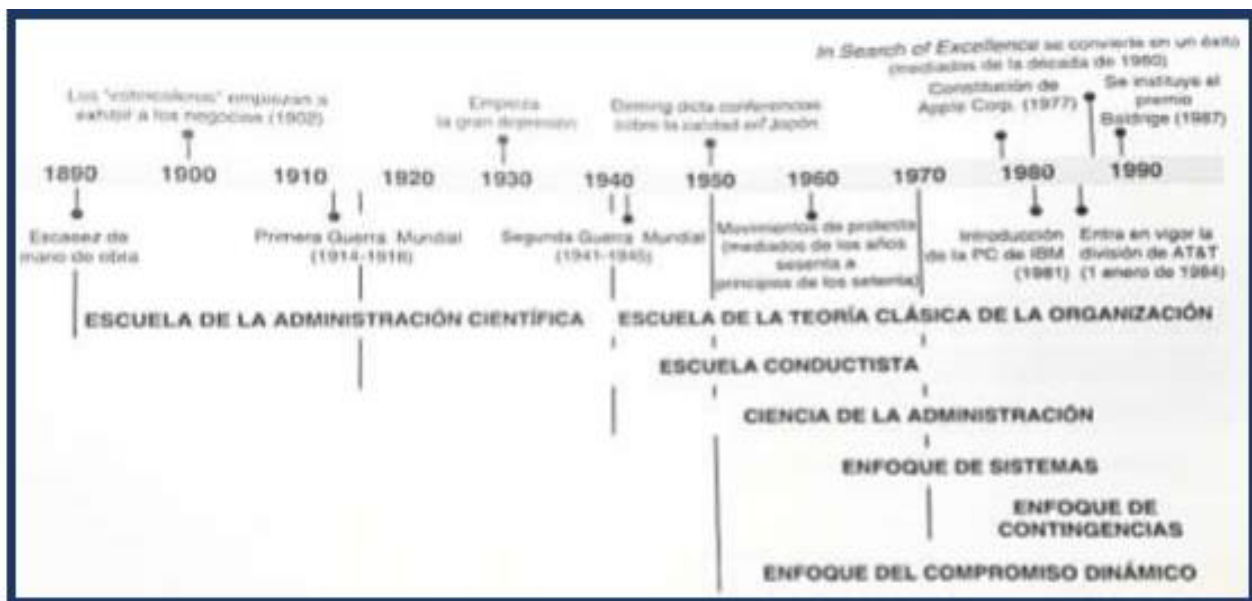 In Search of Excellence se convierte en un éxito
(mediados de la década de 1980)
Los "estercoleros" empiezan a
exhibir a los negocios (1902)
Empieza
la gran depresión
Deming dicta conferencias
sobre la calidad en Japón
Constitución de
Apple Corp. (1977)
Se instituye el
premio
Baldrige (1987)
1890 1900 1910 1920 1930 1940 1950 1960 1970 1980 1990
Escasez de
mano de obra
Primera Guerra Mundial
(1914-1918)
Segunda Guerra Mundial
(1941-1945)
Movimientos de protesta
(mediados de los años
sesenta a
principios de los setenta)
Introducción
de la PC de IBM
(1981)
Entra en vigor la
división de AT&T
(1 enero de 1984)
ESCUELA DE LA ADMINISTRACIÓN CIENTÍFICA
ESCUELA DE LA TEORÍA CLÁSICA DE LA ORGANIZACIÓN
ESCUELA CONDUCTISTA
CIENCIA DE LA ADMINISTRACIÓN
ENFOQUE DE SISTEMAS
ENFOQUE DE
CONTINGENCIAS
ENFOQUE DEL COMPROMISO DINÁMICO